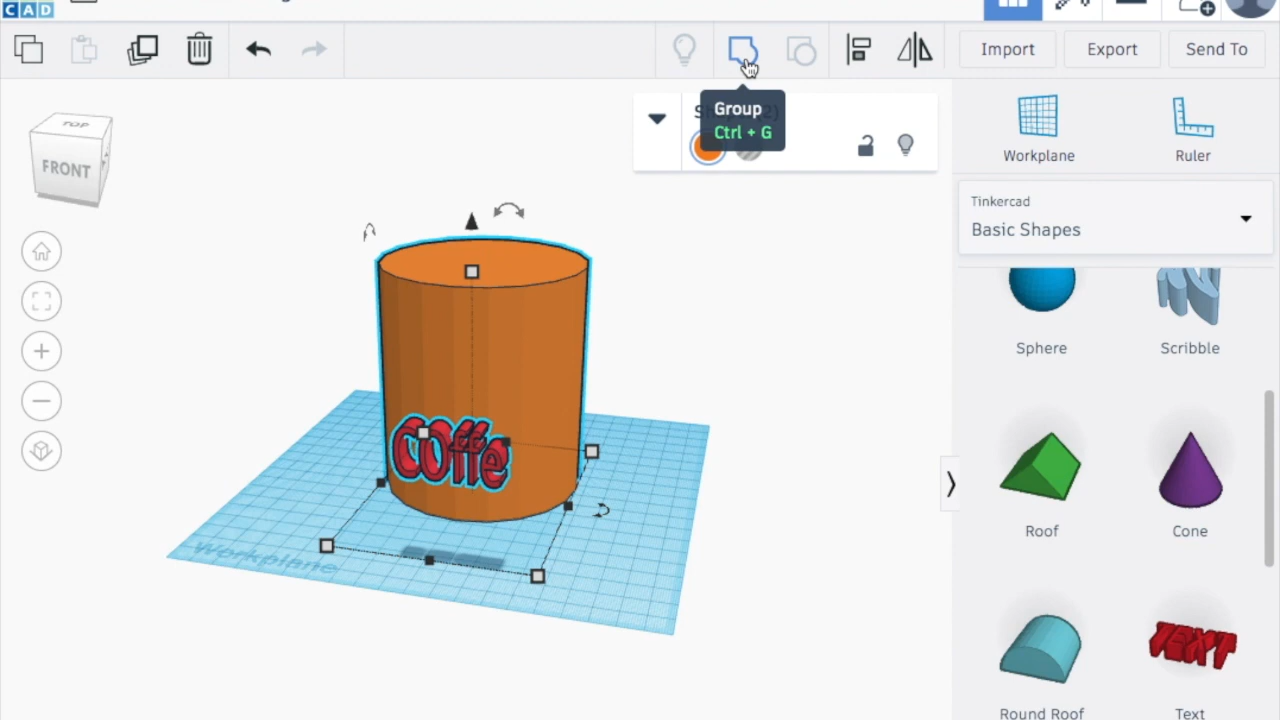 CAD
Import
Export
Send To
Group
Ctrl + G
TOP
FRONT
Workplane
Ruler
Tinkercad
Basic Shapes
Sphere
Scribble
Roof
Cone
TEXT
Round Roof
Text
COffe
Workplane